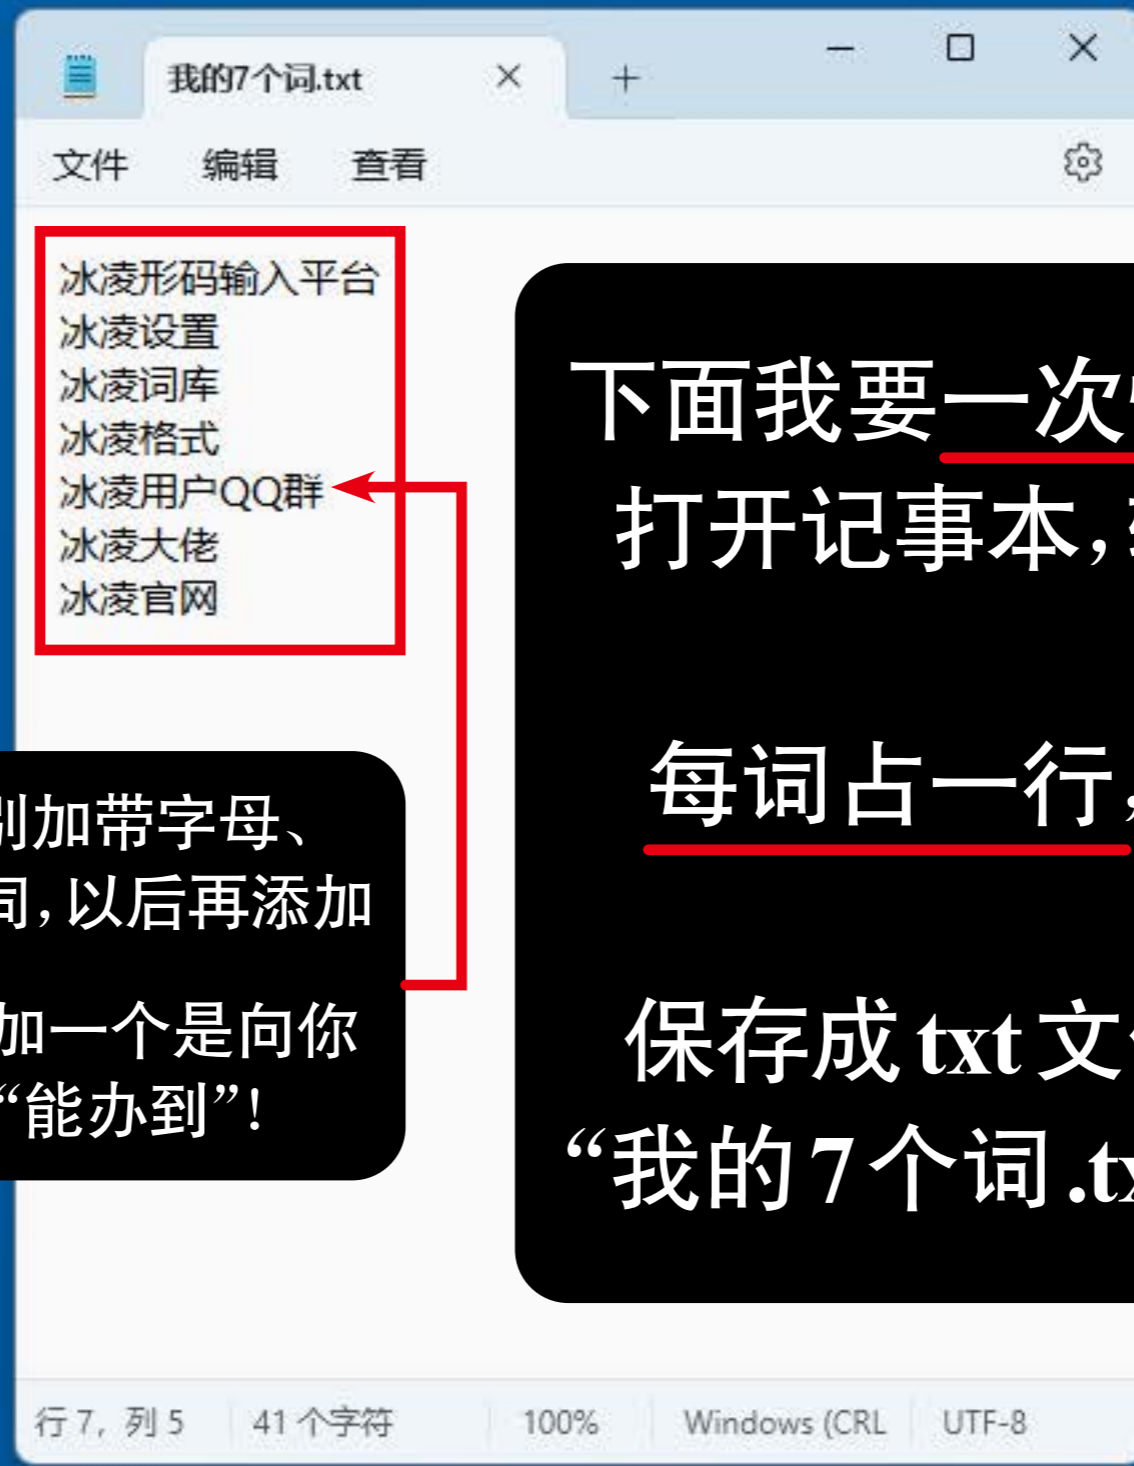 我的7个词.txt
文件 编辑 查看
冰凌形码输入平台
冰凌设置
冰凌词库
冰凌格式
冰凌用户QQ群
冰凌大佬
冰凌官网
下面我要一次
打开记事本，
每词占一行，
保存成txt文
“我的7个词.tx
别加带字母、
词，以后再添加
加一个是向你
“能办到”！
行 7，列 5 41 个字符 100% Windows (CRL UTF-8